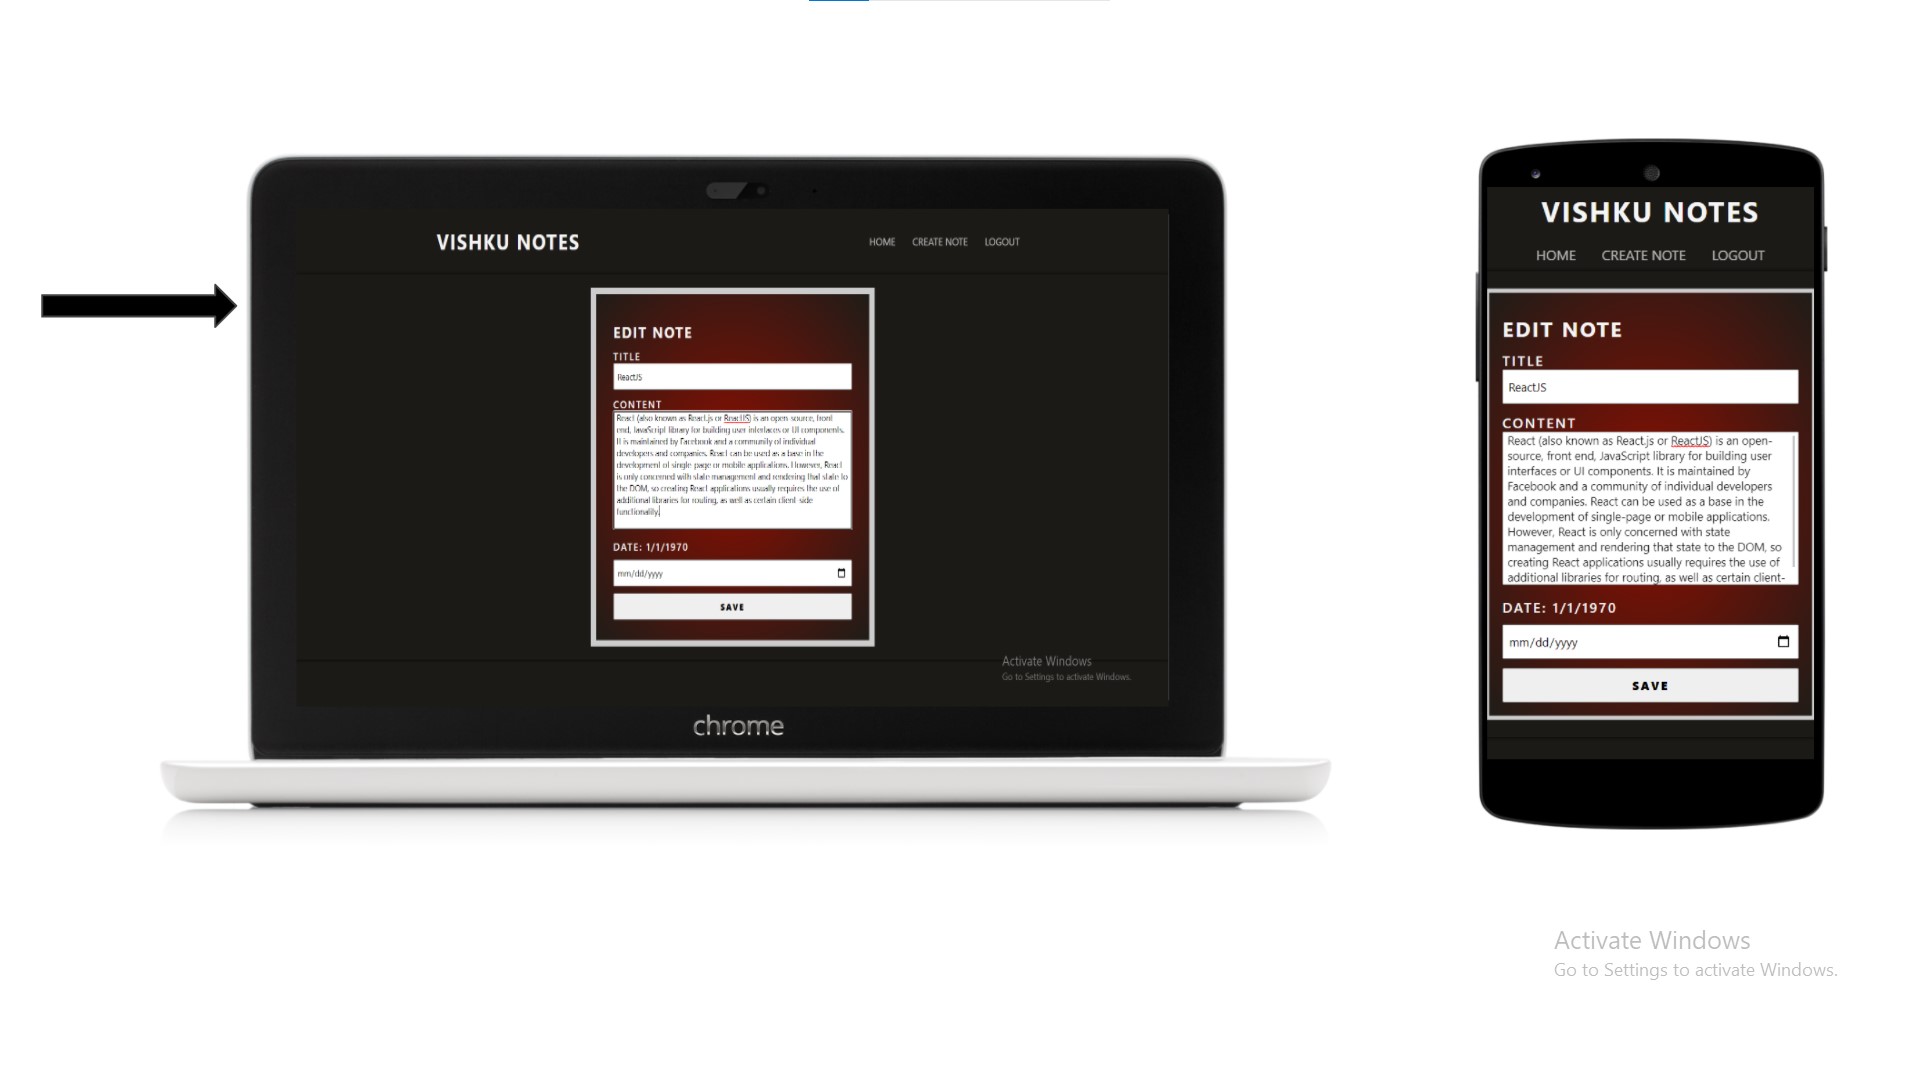 VISHKU NOTES
HOME CREATE NOTE LOGOUT
EDIT NOTE
TITLE
ReactJS
CONTENT
React (also known as React.js or ReactJS) is an open-source, front
end, JavaScript library for building user interfaces or UI components.
It is maintained by Facebook and a community of individual
developers and companies. React can be used as a base in the
development of single-page or mobile applications. However, React
is only concerned with state management and rendering that state to
the DOM, so creating React applications usually requires the use of
additional libraries for routing, as well as certain client-side
functionality.
DATE: 1/1/1970
mm/dd/yyyy
SAVE
Activate Windows
Go to Settings to activate Windows.
chrome
VISHKU NOTES
HOME CREATE NOTE LOGOUT
EDIT NOTE
TITLE
ReactJS
CONTENT
React (also known as React.js or ReactJS) is an open-
source, front end, JavaScript library for building user
interfaces or UI components. It is maintained by
Facebook and a community of individual developers
and companies. React can be used as a base in the
development of single-page or mobile applications.
However, React is only concerned with state
management and rendering that state to the DOM, so
creating React applications usually requires the use of
additional libraries for routing, as well as certain client-
DATE: 1/1/1970
mm/dd/yyyy
SAVE
Activate Windows
Go to Settings to activate Windows.